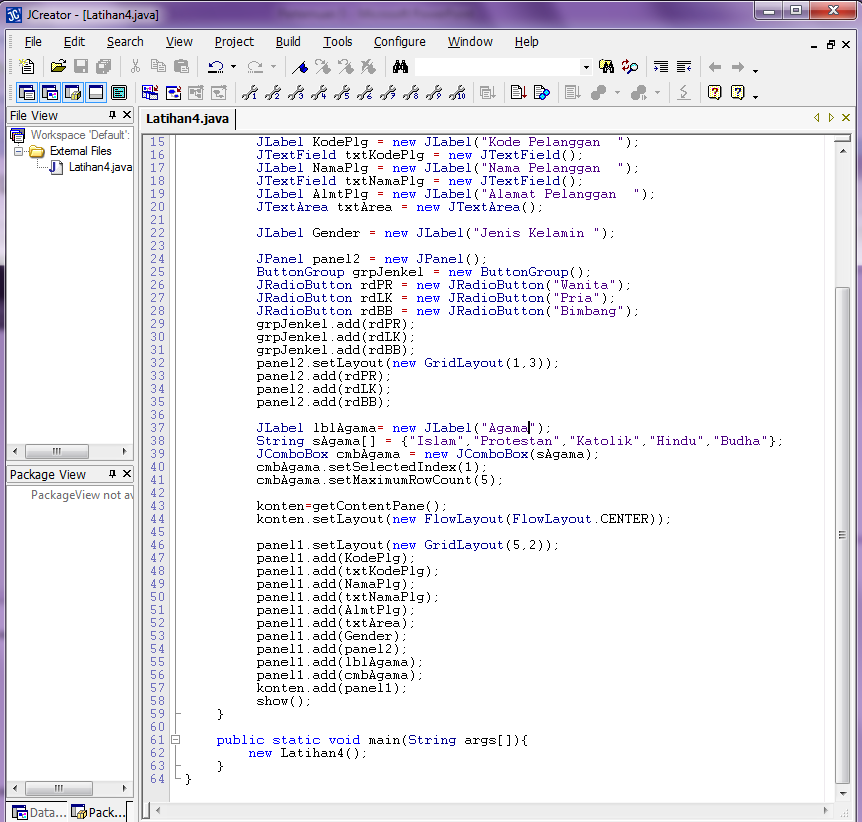 JCreator - [Latihan4.java]
File Edit Search View Project Build Tools Configure Window Help
File View
Workspace 'Default':
External Files
Latihan4.java
Package View
PackageView not av
Data... Pack...
Latihan4.java
15 JLabel KodePlg = new JLabel("Kode Pelanggan  ");
16 JTextField txtKodePlg = new JTextField();
17 JLabel NamaPlg = new JLabel("Nama Pelanggan  ");
18 JTextField txtNamaPlg = new JTextField();
19 JLabel AlmtPlg = new JLabel("Alamat Pelanggan  ");
20 JTextArea txtArea = new JTextArea();
21
22 JLabel Gender = new JLabel("Jenis Kelamin ");
23
24 JPanel panel2 = new JPanel();
25 ButtonGroup grpJenkel = new ButtonGroup();
26 JRadioButton rdPR = new JRadioButton("Wanita");
27 JRadioButton rdLK = new JRadioButton("Pria");
28 JRadioButton rdBB = new JRadioButton("Bimbang");
29 grpJenkel.add(rdPR);
30 grpJenkel.add(rdLK);
31 grpJenkel.add(rdBB);
32 panel2.setLayout(new GridLayout(1,3));
33 panel2.add(rdPR);
34 panel2.add(rdLK);
35 panel2.add(rdBB);
36
37 JLabel lblAgama= new JLabel("Agama");
38 String sAgama[] = {"Islam","Protestan","Katolik","Hindu","Budha"};
39 JComboBox cmbAgama = new JComboBox(sAgama);
40 cmbAgama.setSelectedIndex(1);
41 cmbAgama.setMaximumRowCount(5);
42
43 konten=getContentPane();
44 konten.setLayout(new FlowLayout(FlowLayout.CENTER));
45
46 panel1.setLayout(new GridLayout(5,2));
47 panel1.add(KodePlg);
48 panel1.add(txtKodePlg);
49 panel1.add(NamaPlg);
50 panel1.add(txtNamaPlg);
51 panel1.add(AlmtPlg);
52 panel1.add(txtArea);
53 panel1.add(Gender);
54 panel1.add(panel2);
55 panel1.add(lblAgama);
56 panel1.add(cmbAgama);
57 konten.add(panel1);
58 show();
59 }
60
61 public static void main(String args[]){
62 new Latihan4();
63 }
64 }